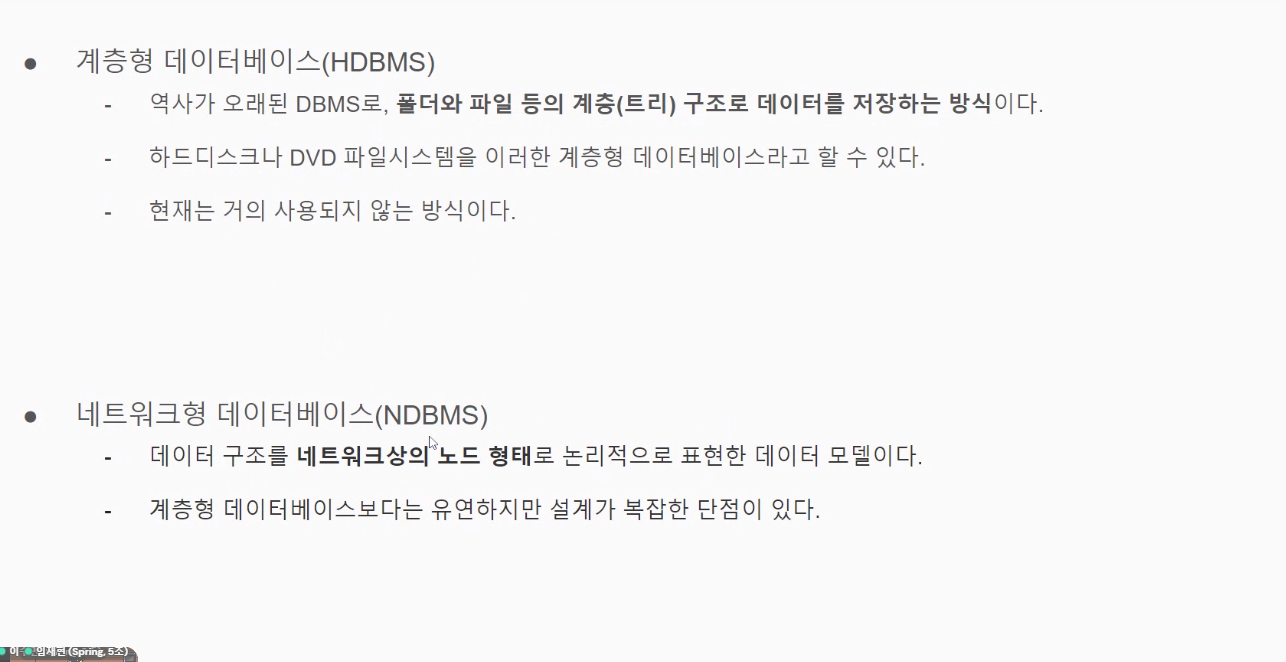 ● 계층형 데이터베이스(HDBMS)
- 역사가 오래된 DBMS로, 폴더와 파일 등의 계층(트리) 구조로 데이터를 저장하는 방식이다.
- 하드디스크나 DVD 파일시스템을 이러한 계층형 데이터베이스라고 할 수 있다.
- 현재는 거의 사용되지 않는 방식이다.
● 네트워크형 데이터베이스(NDBMS)
- 데이터 구조를 네트워크상의 노드 형태로 논리적으로 표현한 데이터 모델이다.
- 계층형 데이터베이스보다는 유연하지만 설계가 복잡한 단점이 있다.
(Spring, 5조)